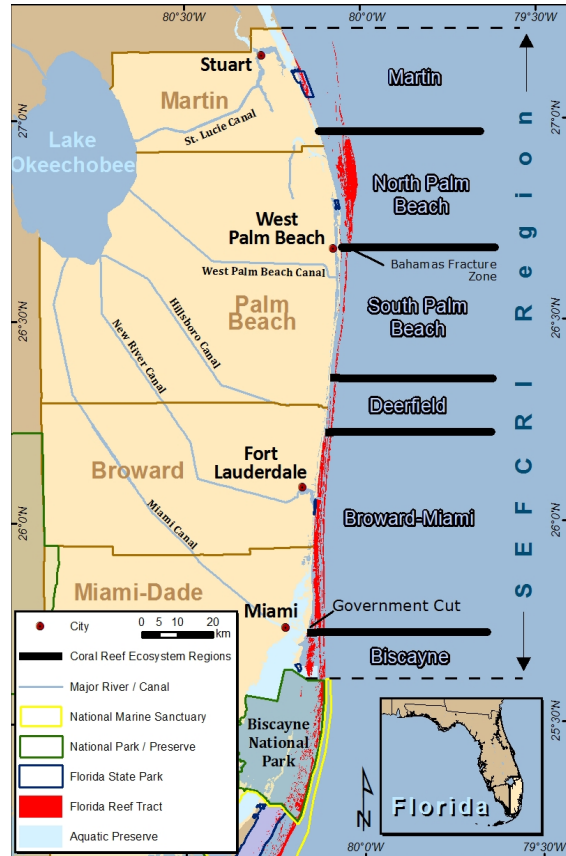 80°30'W
80°0'W
79°30'W
Stuart
Martin
St. Lucie Canal
Martin
27°0'N
27°0'N
Lake
Okeechobee
North Palm
Beach
West
Palm Beach
West Palm Beach Canal
Bahamas Fracture
Zone
Palm
Beach
Hillsboro Canal
New River Canal
South Palm
Beach
26°30'N
26°30'N
Deerfield
Broward
Fort
Lauderdale
Miami Canal
Broward-Miami
26°0'N
26°0'N
SEFCRI Region
Miami-Dade
Miami
Government Cut
Biscayne
Biscayne
National
Park
25°30'N
City
0 5 10 20
km
Coral Reef Ecosystem Regions
Major River / Canal
National Marine Sanctuary
National Park / Preserve
Florida State Park
Florida Reef Tract
Aquatic Preserve
N
Florida
80°0'W
79°30'W